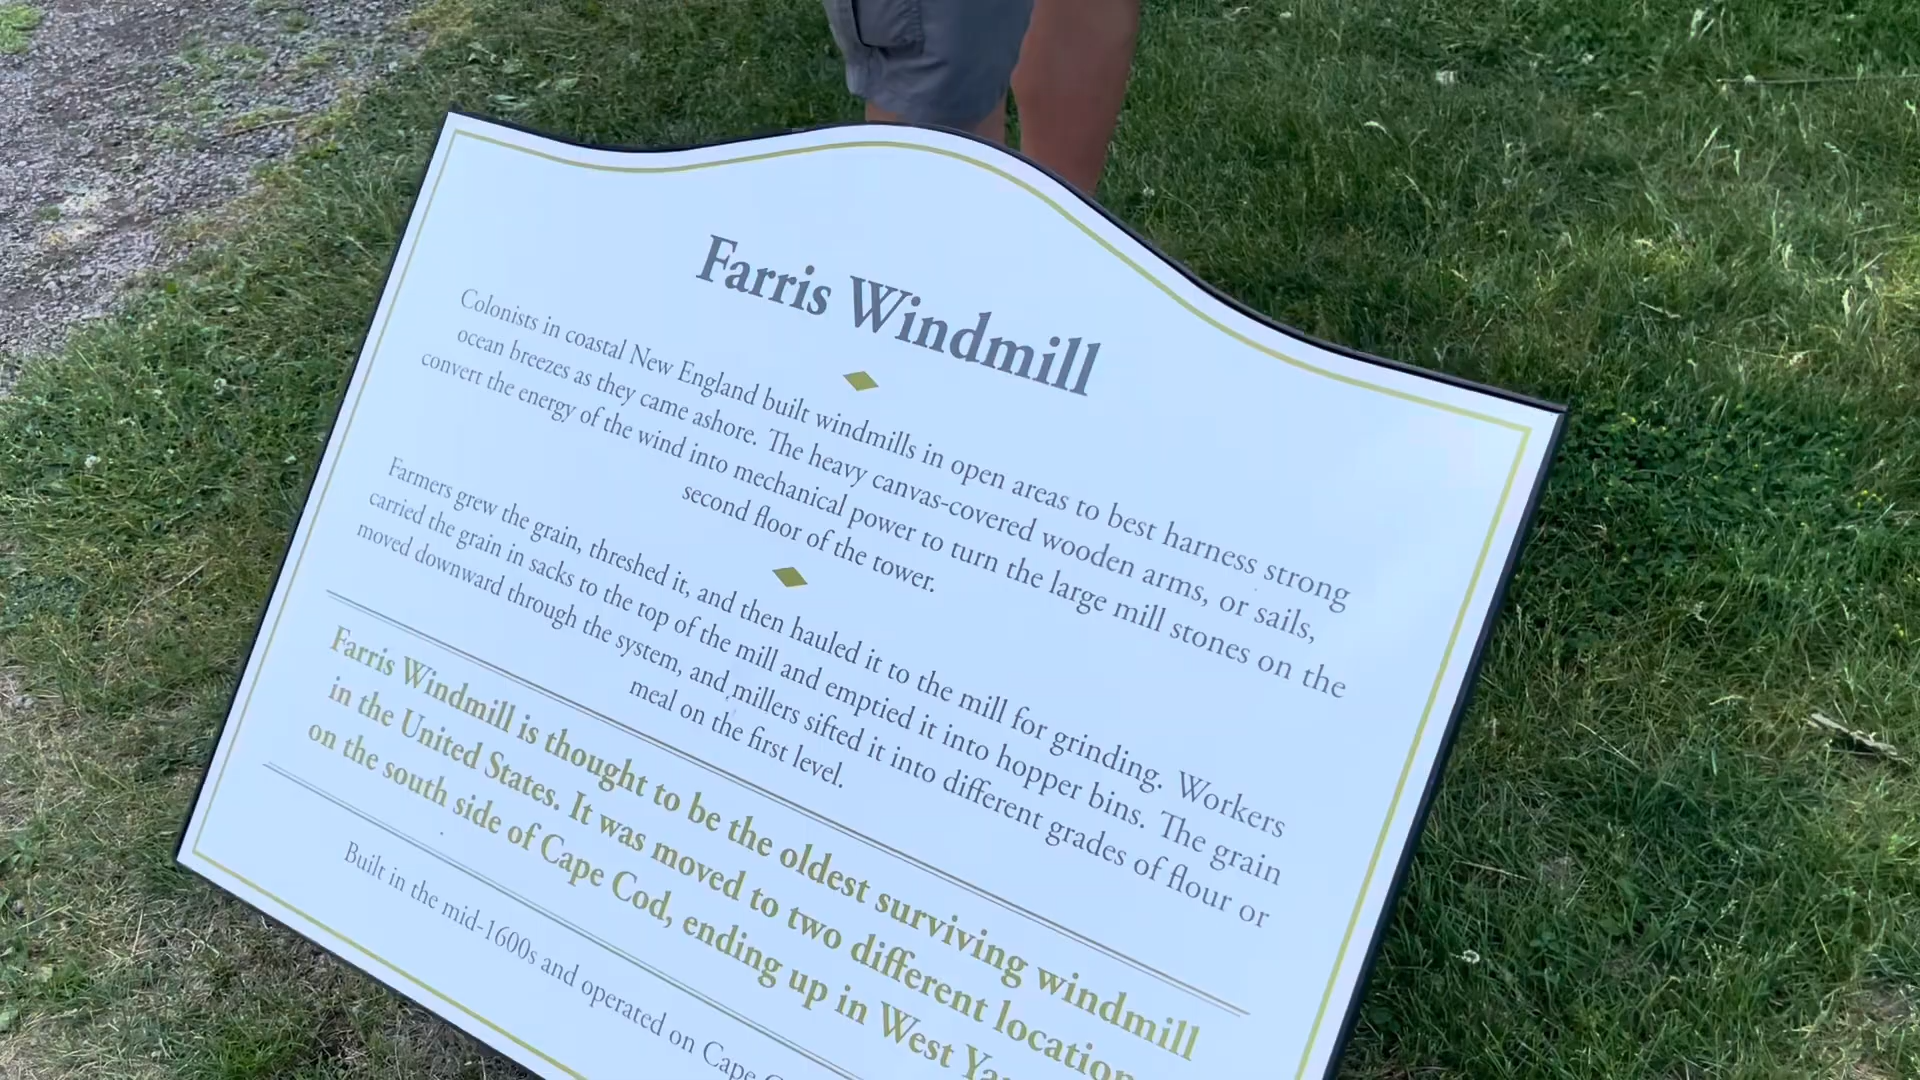 Farris Windmill
Colonists in coastal New England built windmills in open areas to best harness strong
ocean breezes as they came ashore. The heavy canvas-covered wooden arms, or sails,
convert the energy of the wind into mechanical power to turn the large mill stones on the
second floor of the tower.
Farmers grew the grain, threshed it, and then hauled it to the mill for grinding. Workers
carried the grain in sacks to the top of the mill and emptied it into hopper bins. The grain
moved downward through the system, and millers sifted it into different grades of flour or
meal on the first level.
Farris Windmill is thought to be the oldest surviving windmill
in the United States. It was moved to two different location
on the south side of Cape Cod, ending up in West Ya
Built in the mid-1600s and operated on Cape